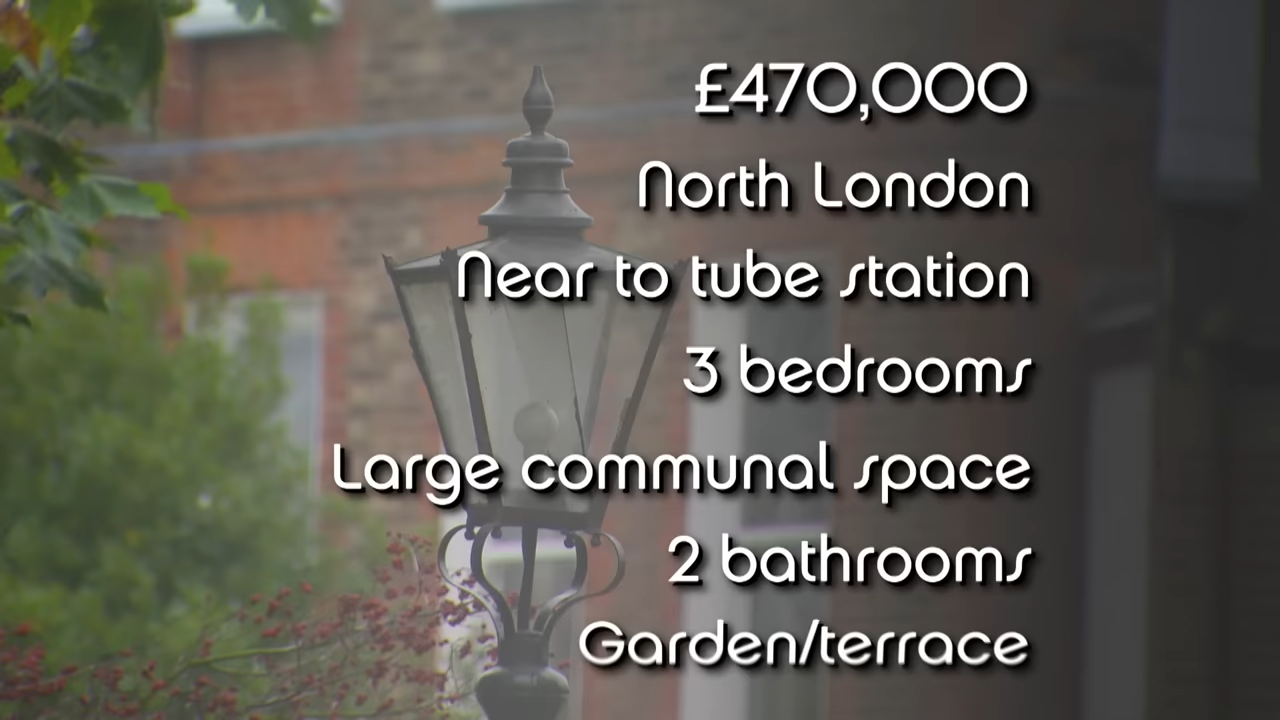 £470,000
North London
Near to tube station
3 bedrooms
Large communal space
2 bathrooms
Garden/terrace